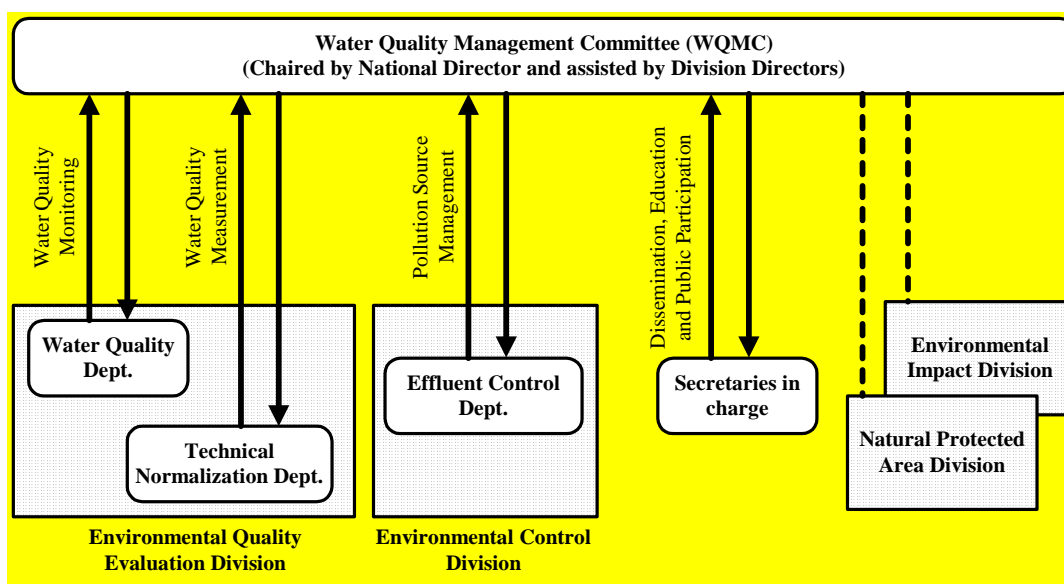 Water Quality Management Committee (WQMC)
(Chaired by National Director and assisted by Division Directors)
Water Quality
Monitoring
Water Quality
Measurement
Pollution Source
Management
Dissemination, Education
and Public Participation
Water Quality
Dept.
Technical
Normalization Dept.
Environmental Quality
Evaluation Division
Effluent Control
Dept.
Environmental Control
Division
Secretaries in
charge
Environmental
Impact Division
Natural Protected
Area Division